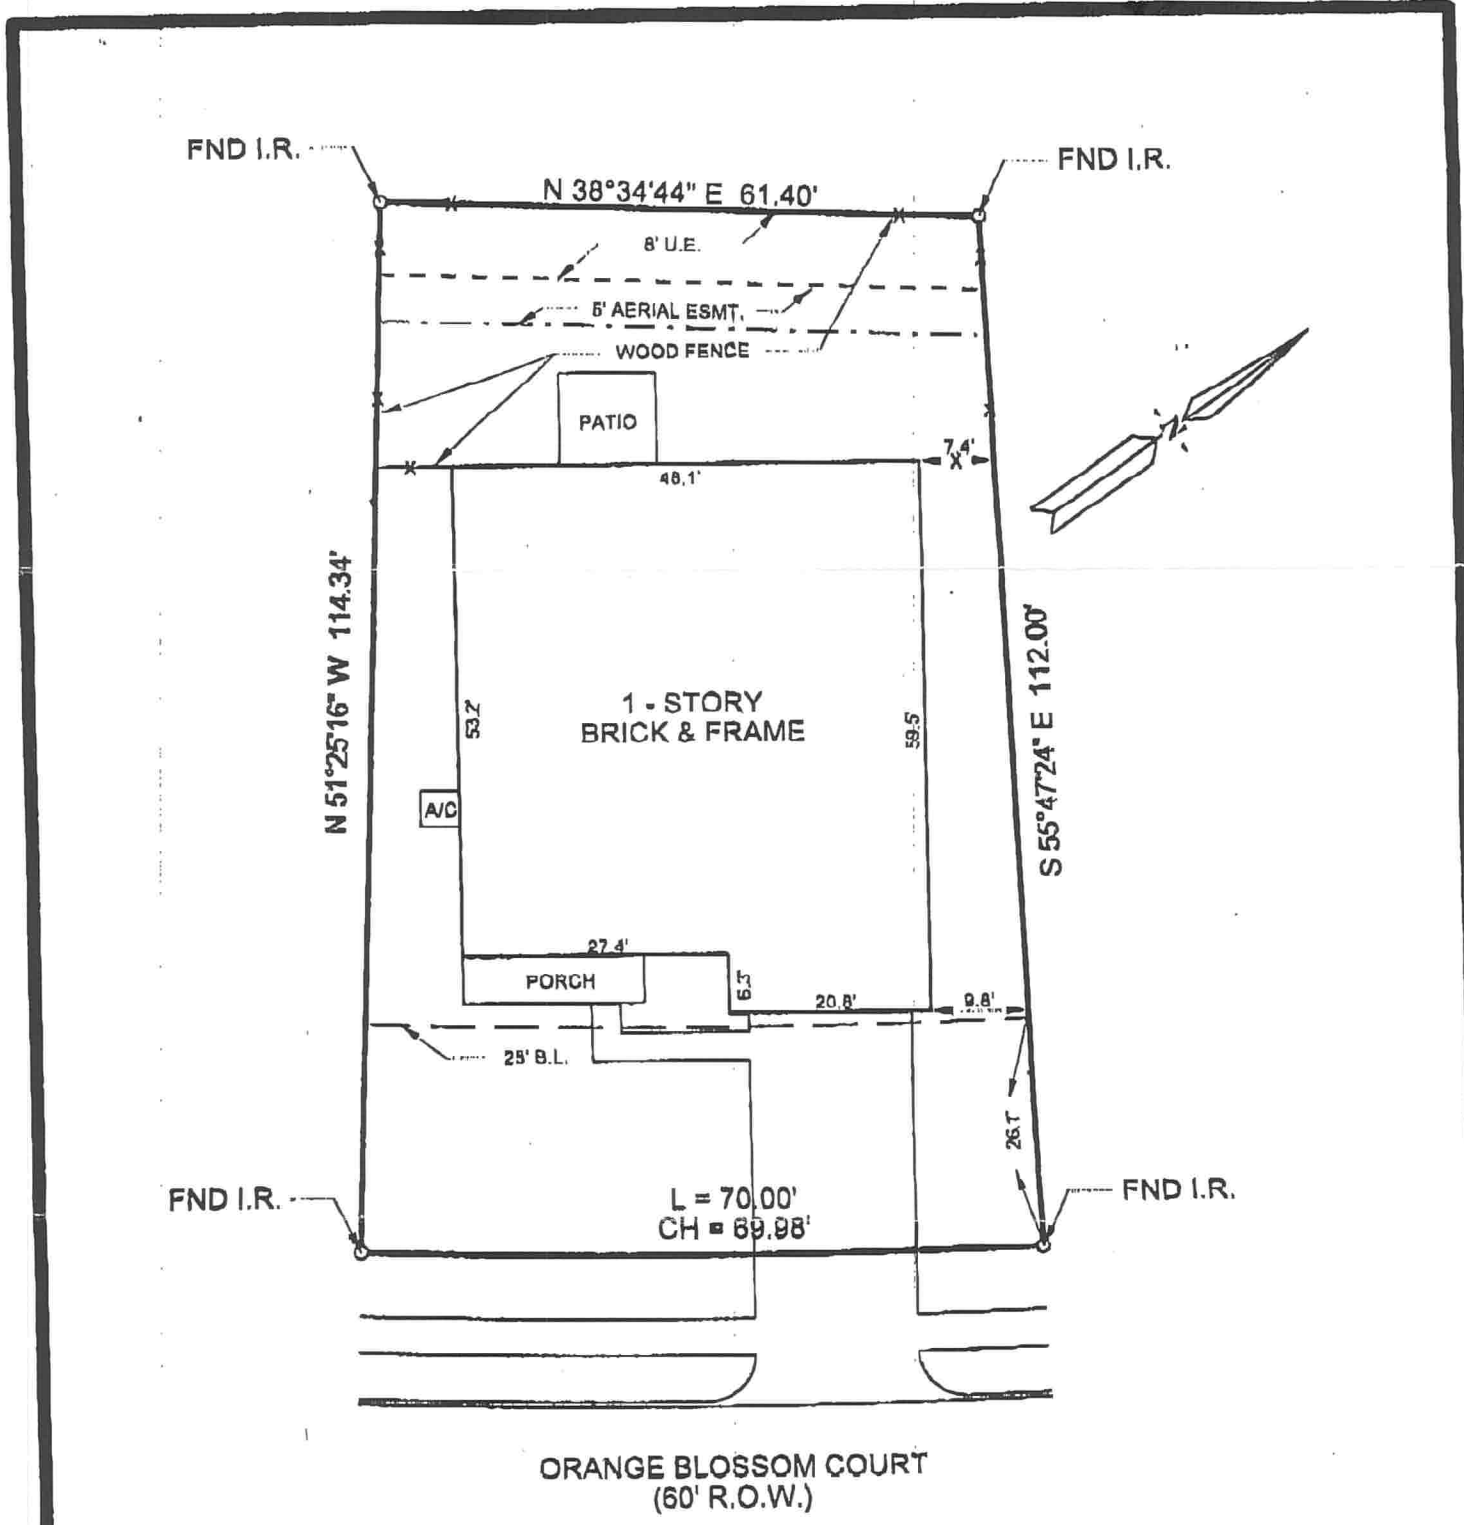 FND I.R.
FND I.R.
N 38°34'44" E 61.40'
8' U.E.
5' AERIAL ESMT.
WOOD FENCE
PATIO
7.4'
X
48.1'
N
N 51°25'16" W 114.34'
53.2'
1 - STORY
BRICK & FRAME
59.5'
S 55°47'24" E 112.00'
A/C
27.4'
PORCH
6.3'
20.8'
9.8'
25' B.L.
FND I.R.
L = 70.00'
CH = 69.98'
FND I.R.
ORANGE BLOSSOM COURT
(60' R.O.W.)